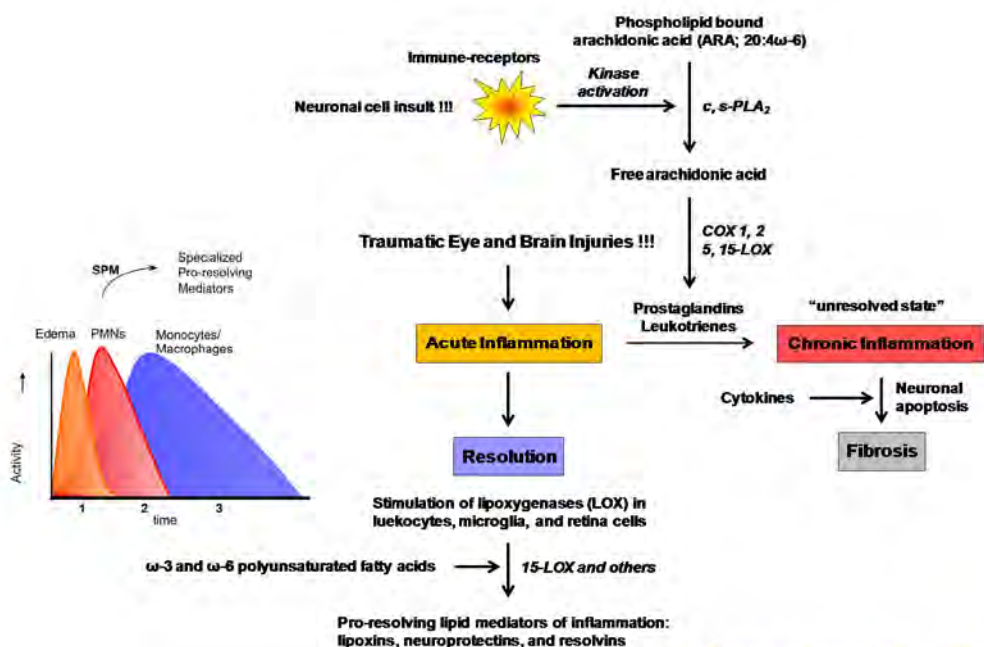 Phospholipid bound
arachidonic acid (ARA; 20:4ω-6)
Immune-receptors
Kinase
activation
Neuronal cell insult !!!
c, s-PLA₂
Free arachidonic acid
COX 1, 2
5, 15-LOX
Traumatic Eye and Brain Injuries !!!
SPM
Specialized
Pro-resolving
Mediators
Prostaglandins
Leukotrienes
"unresolved state"
Edema
PMNs
Monocytes/
Macrophages
Acute Inflammation
Chronic Inflammation
Cytokines
Neuronal
apoptosis
Resolution
Fibrosis
Activity
1
2
3
time
Stimulation of lipoxygenases (LOX) in
luekocytes, microglia, and retina cells
ω-3 and ω-6 polyunsaturated fatty acids
15-LOX and others
Pro-resolving lipid mediators of inflammation:
lipoxins, neuroprotectins, and resolvins